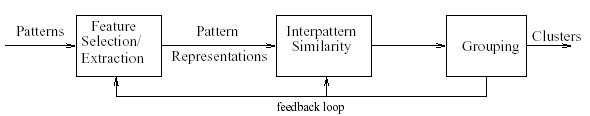 Patterns
Feature
Selection/
Extraction
Pattern
Representations
Interpattern
Similarity
Grouping
Clusters
feedback loop